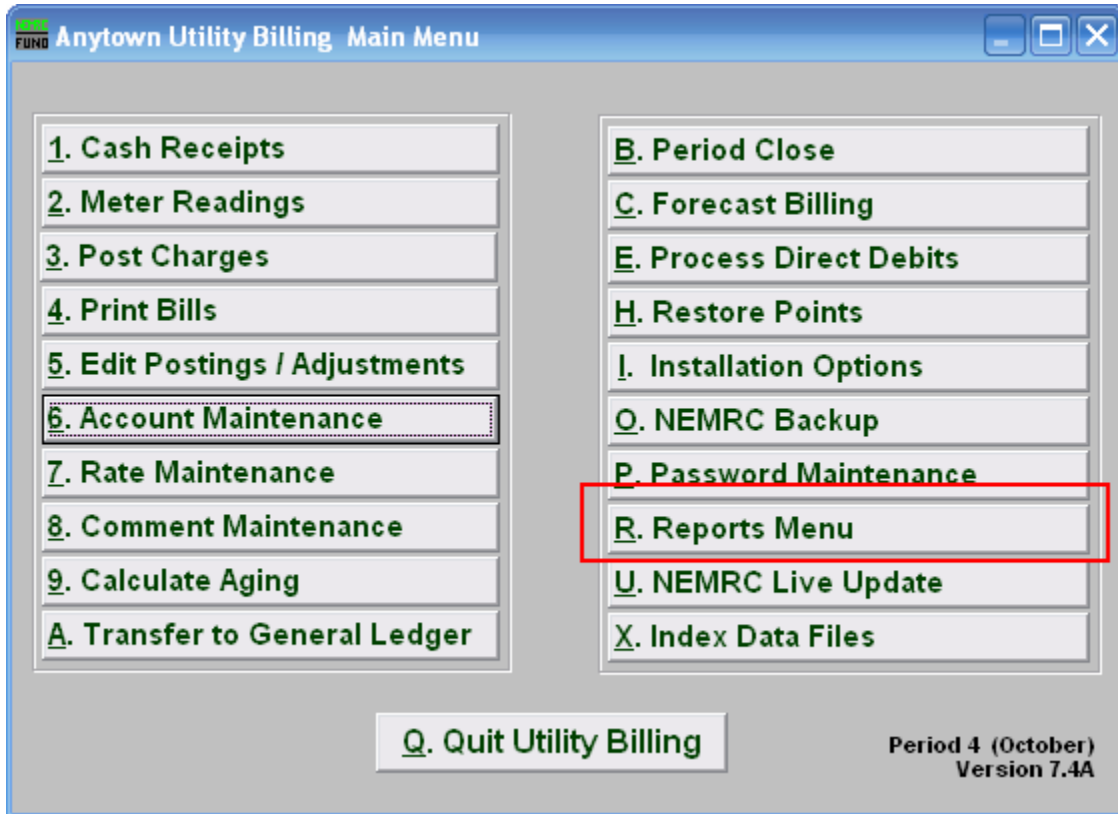 NEMRC
FUND
Anytown Utility Billing Main Menu
1. Cash Receipts
2. Meter Readings
3. Post Charges
4. Print Bills
5. Edit Postings / Adjustments
6. Account Maintenance
7. Rate Maintenance
8. Comment Maintenance
9. Calculate Aging
A. Transfer to General Ledger
B. Period Close
C. Forecast Billing
E. Process Direct Debits
H. Restore Points
I. Installation Options
O. NEMRC Backup
P. Password Maintenance
R. Reports Menu
U. NEMRC Live Update
X. Index Data Files
Q. Quit Utility Billing
Period 4 (October)
Version 7.4A